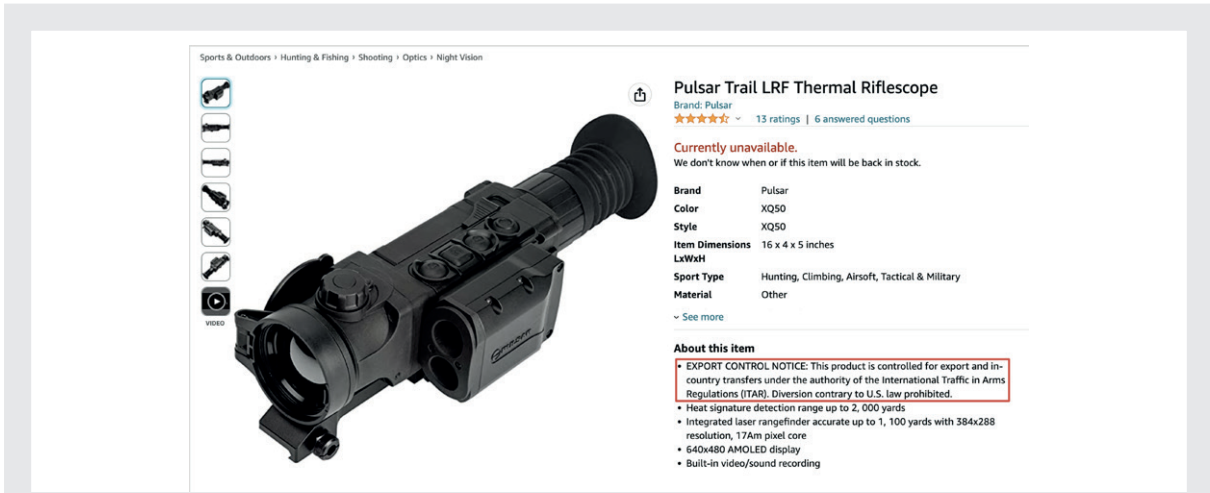 Sports & Outdoors › Hunting & Fishing › Shooting › Optics › Night Vision
VIDEO
PULSAR
Pulsar Trail LRF Thermal Riflescope
Brand: Pulsar
13 ratings | 6 answered questions
Currently unavailable.
We don't know when or if this item will be back in stock.
Brand Pulsar
Color XQ50
Style XQ50
Item Dimensions 16 x 4 x 5 inches
LxWxH
Sport Type Hunting, Climbing, Airsoft, Tactical & Military
Material Other
See more
About this item
• EXPORT CONTROL NOTICE: This product is controlled for export and in-
country transfers under the authority of the International Traffic in Arms
Regulations (ITAR). Diversion contrary to U.S. law prohibited.
• Heat signature detection range up to 2, 000 yards
• Integrated laser rangefinder accurate up to 1, 100 yards with 384x288
resolution, 17Am pixel core
• 640x480 AMOLED display
• Built-in video/sound recording